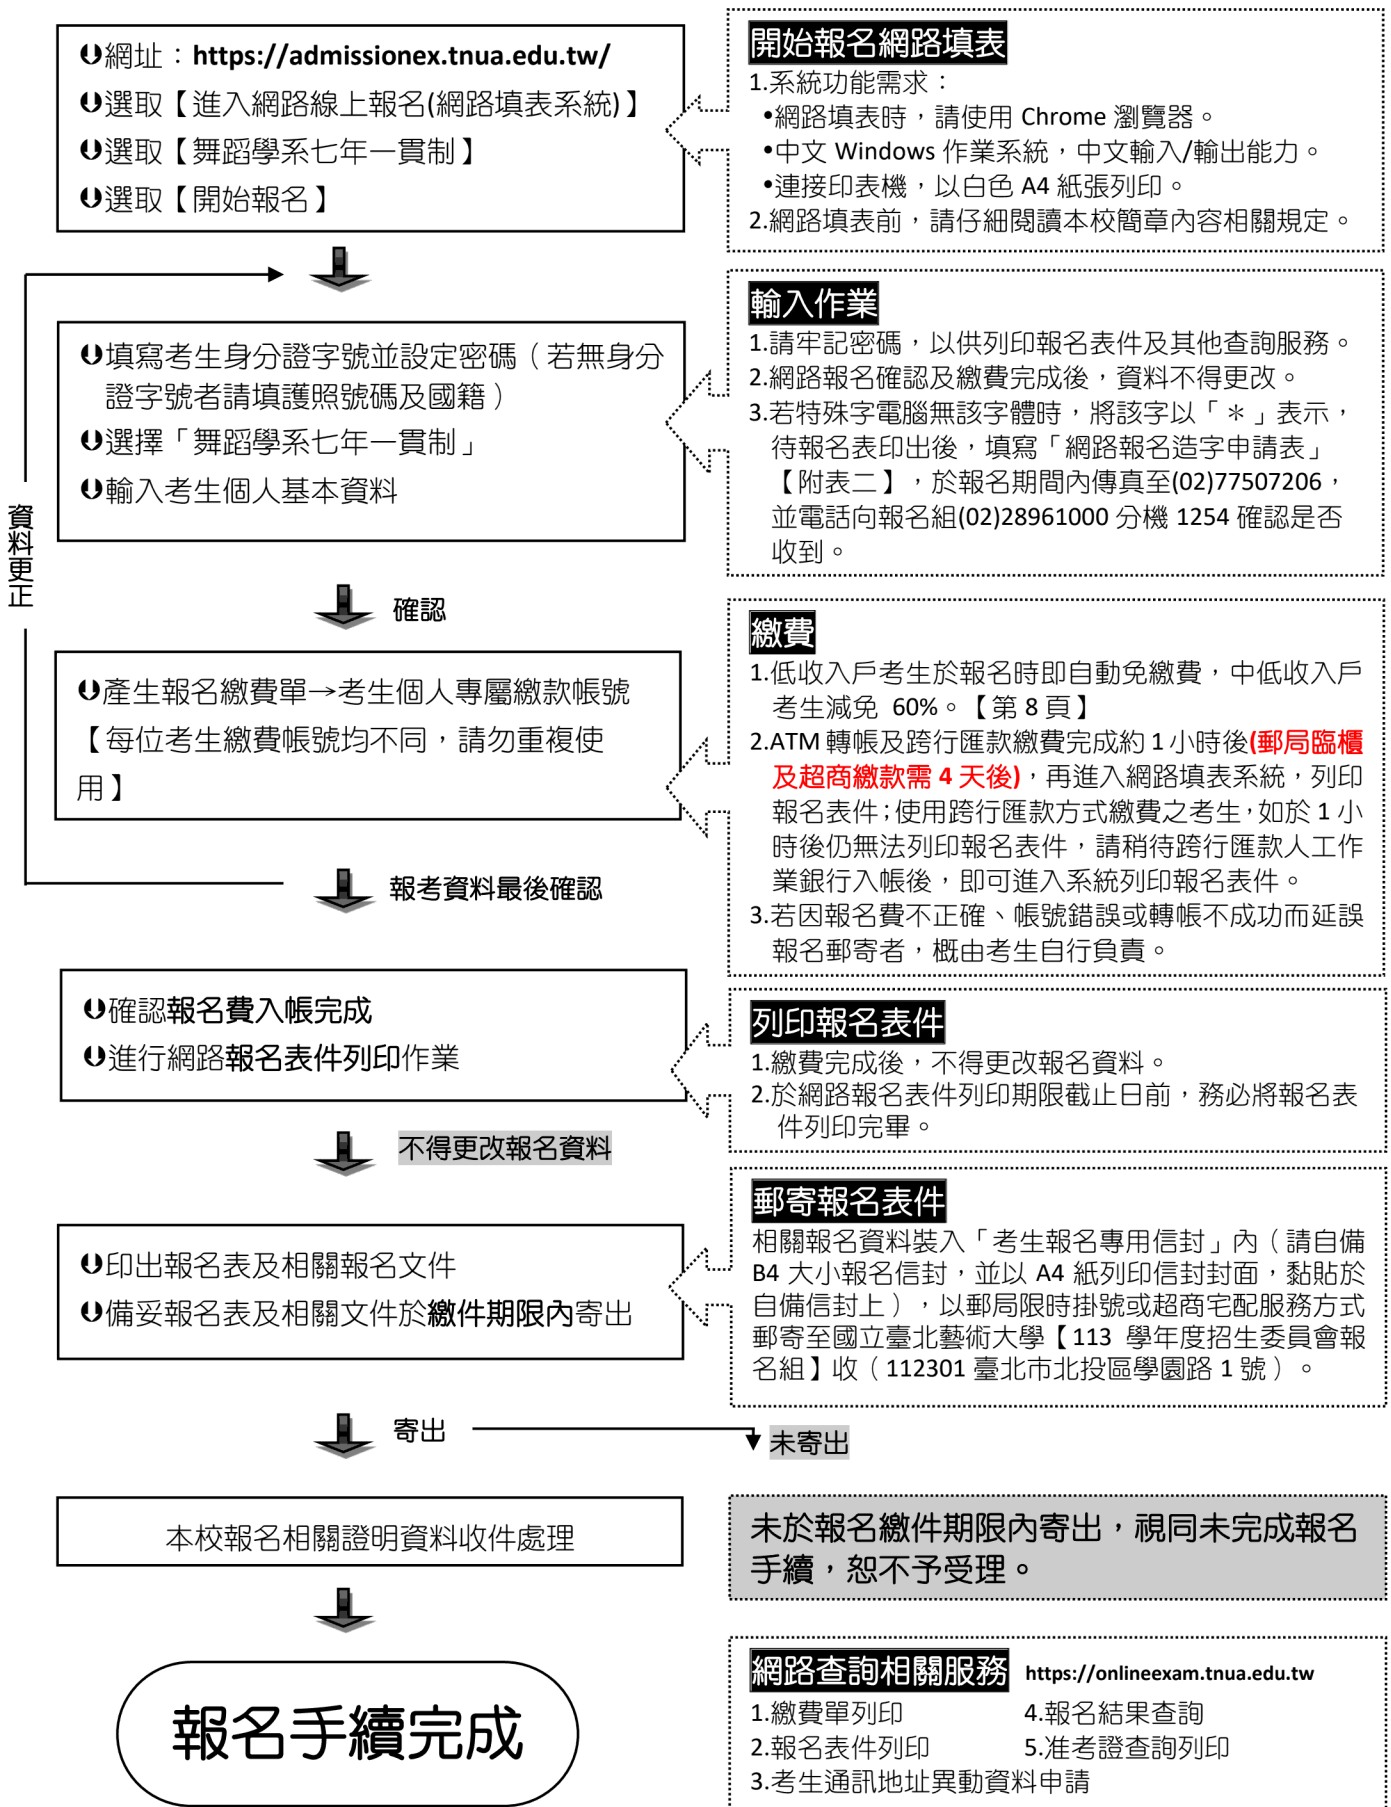 網址：https://admissionex.tnua.edu.tw/
選取【進入網路線上報名(網路填表系統)】
選取【舞蹈學系七年一貫制】
選取【開始報名】
開始報名網路填表
1.系統功能需求：
•網路填表時，請使用 Chrome 瀏覽器。
•中文 Windows 作業系統，中文輸入/輸出能力。
•連接印表機，以白色 A4 紙張列印。
2.網路填表前，請仔細閱讀本校簡章內容相關規定。
填寫考生身分證字號並設定密碼（若無身分
證字號者請填護照號碼及國籍）
選擇「舞蹈學系七年一貫制」
輸入考生個人基本資料
輸入作業
1.請牢記密碼，以供列印報名表件及其他查詢服務。
2.網路報名確認及繳費完成後，資料不得更改。
3.若特殊字電腦無該字體時，將該字以「＊」表示，
待報名表印出後，填寫「網路報名造字申請表」
【附表二】，於報名期間內傳真至(02)77507206，
並電話向報名組(02)28961000 分機 1254 確認是否
收到。
資料更正
確認
產生報名繳費單→考生個人專屬繳款帳號
【每位考生繳費帳號均不同，請勿重複使
用】
繳費
1.低收入戶考生於報名時即自動免繳費，中低收入戶
考生減免 60%。【第 8 頁】
2.ATM 轉帳及跨行匯款繳費完成約 1 小時後(郵局臨櫃
及超商繳款需 4 天後)，再進入網路填表系統，列印
報名表件；使用跨行匯款方式繳費之考生，如於 1 小
時後仍無法列印報名表件，請稍待跨行匯款人工作
業銀行入帳後，即可進入系統列印報名表件。
3.若因報名費不正確、帳號錯誤或轉帳不成功而延誤
報名郵寄者，概由考生自行負責。
報考資料最後確認
確認報名費入帳完成
進行網路報名表件列印作業
列印報名表件
1.繳費完成後，不得更改報名資料。
2.於網路報名表件列印期限截止日前，務必將報名表
件列印完畢。
不得更改報名資料
印出報名表及相關報名文件
備妥報名表及相關文件於繳件期限內寄出
郵寄報名表件
相關報名資料裝入「考生報名專用信封」內（請自備
B4 大小報名信封，並以 A4 紙列印信封封面，黏貼於
自備信封上），以郵局限時掛號或超商宅配服務方式
郵寄至國立臺北藝術大學【113 學年度招生委員會報
名組】收（112301 臺北市北投區學園路 1 號）。
寄出
未寄出
本校報名相關證明資料收件處理
未於報名繳件期限內寄出，視同未完成報名
手續，恕不予受理。
報名手續完成
網路查詢相關服務 https://onlineexam.tnua.edu.tw
1.繳費單列印 4.報名結果查詢
2.報名表件列印 5.准考證查詢列印
3.考生通訊地址異動資料申請